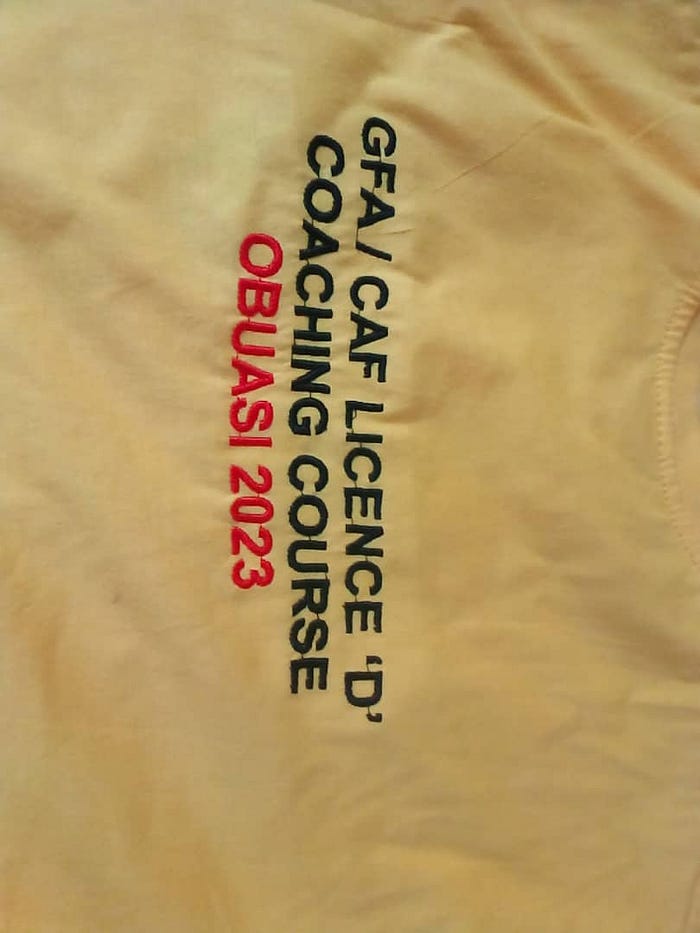 GFA / CAF LICENCE ‘D’
COACHING COURSE
OBUASI 2023